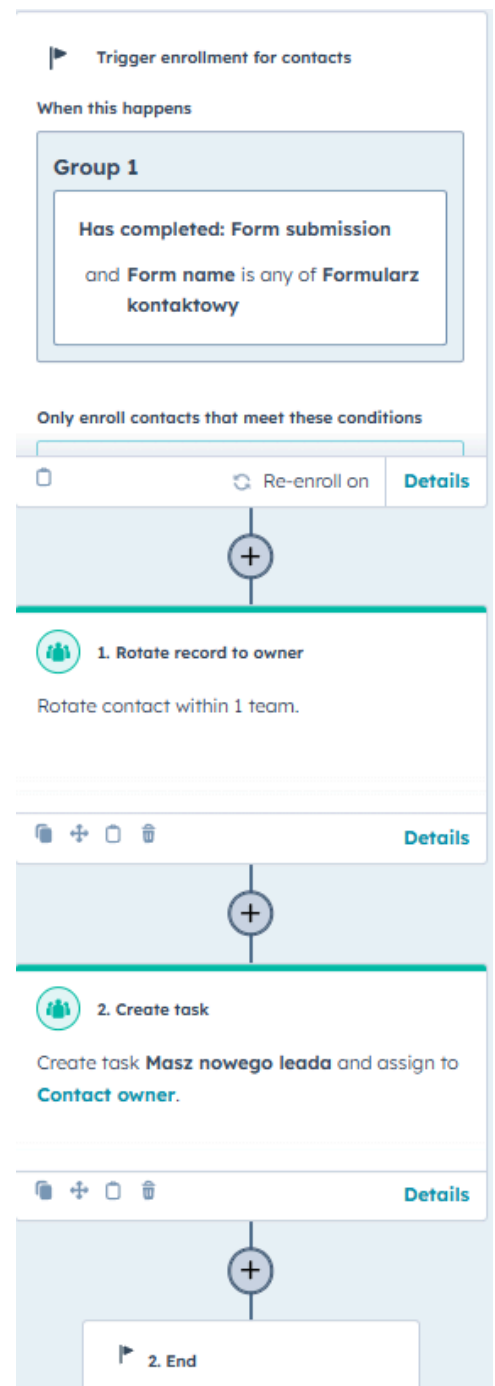 Trigger enrollment for contacts
When this happens
Group 1
Has completed: Form submission
and Form name is any of Formularz
kontaktowy
Only enroll contacts that meet these conditions
Re-enroll on
Details
+
1. Rotate record to owner
Rotate contact within 1 team.
Details
+
2. Create task
Create task Masz nowego leada and assign to
Contact owner.
Details
+
2. End